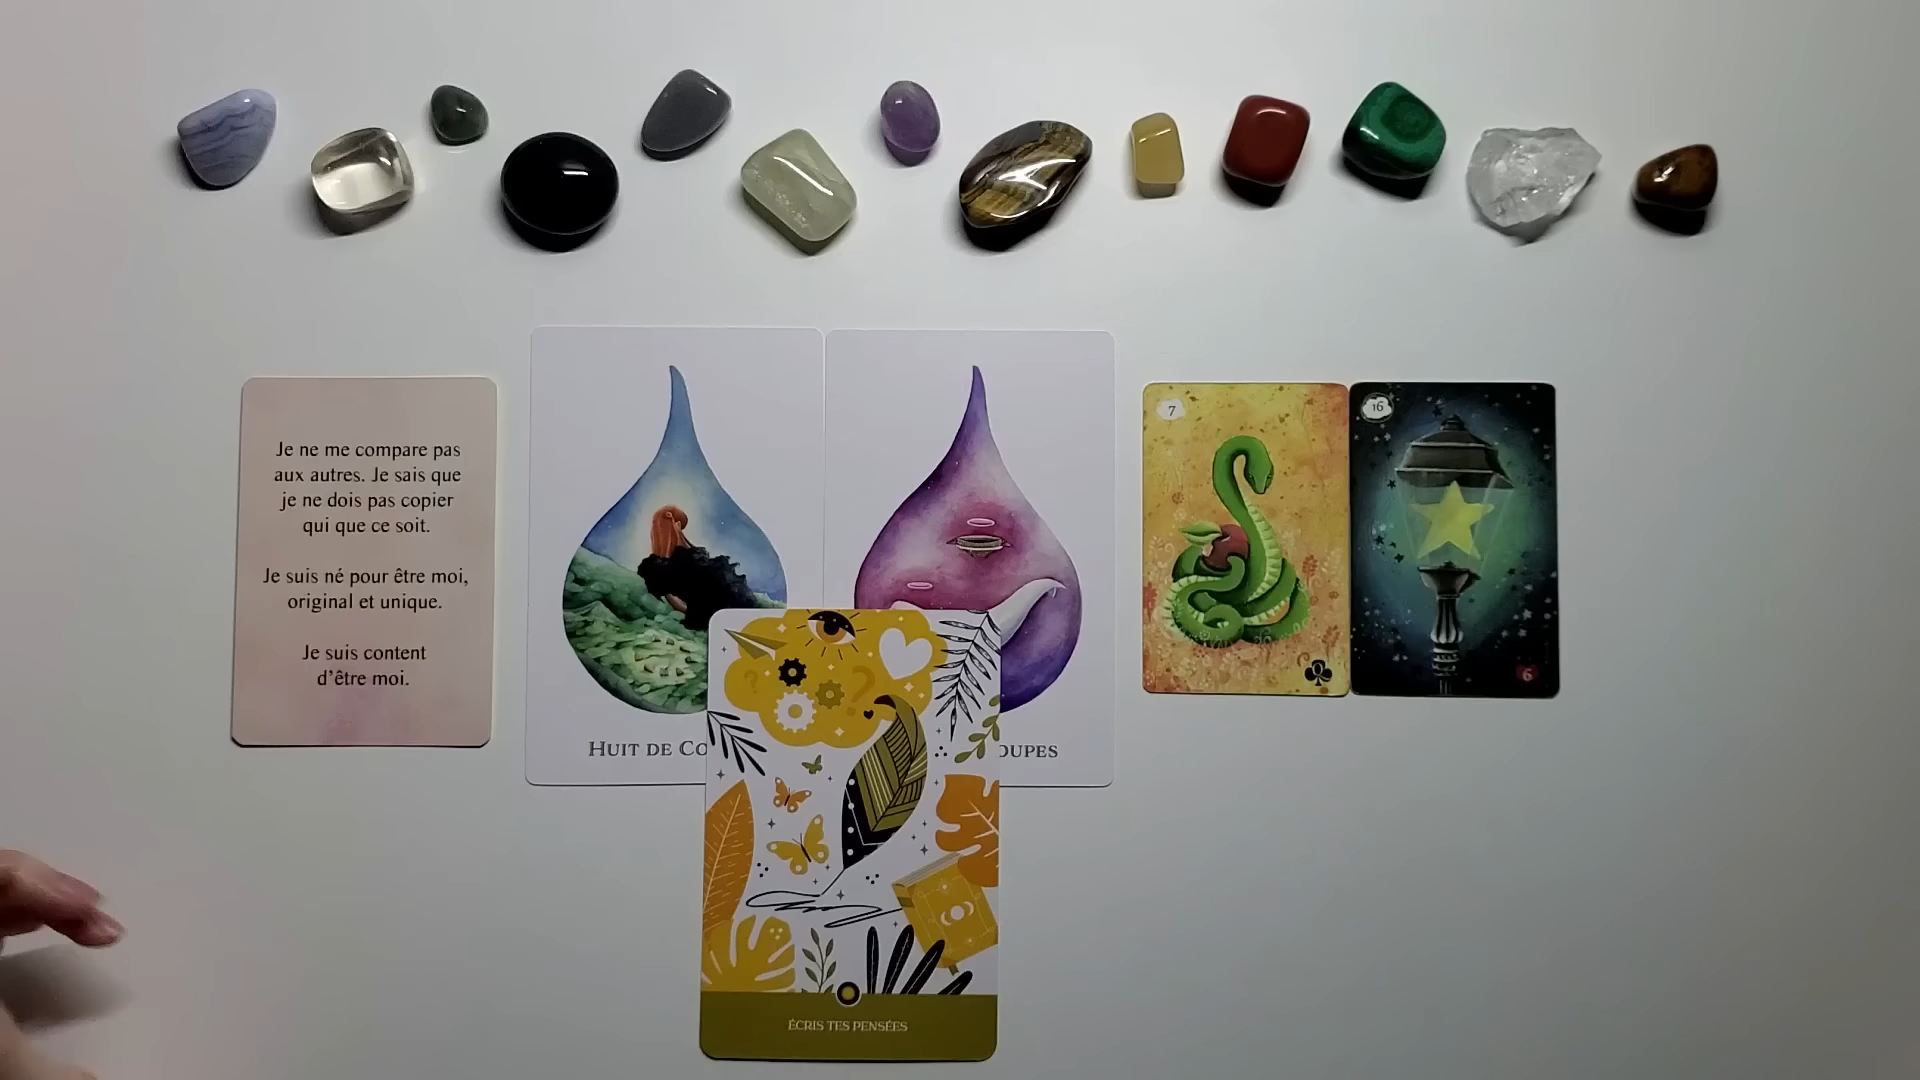 Je ne me compare pas
aux autres. Je sais que
je ne dois pas copier
qui que ce soit.
Je suis né pour être moi,
original et unique.
Je suis content
d'être moi.
HUIT DE
7
16
6
ÉCRIS TES PENSÉES